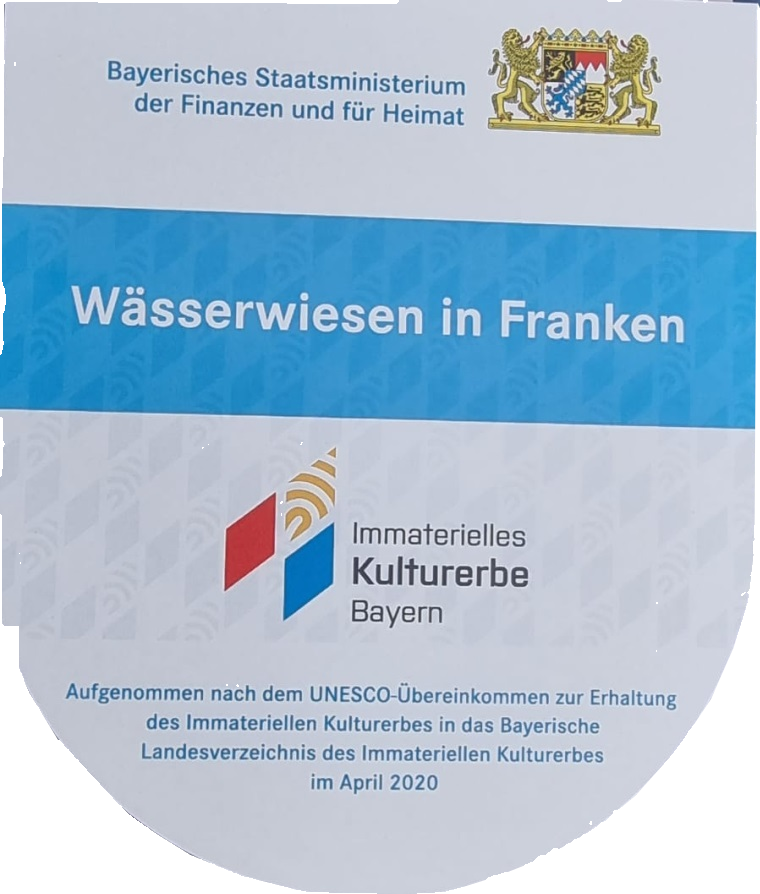 Bayerisches Staatsministerium
der Finanzen und für Heimat
Wässerwiesen in Franken
Immaterielles
Kulturerbe
Bayern
Aufgenommen nach dem UNESCO-Übereinkommen zur Erhaltung
des Immateriellen Kulturerbes in das Bayerische
Landesverzeichnis des Immateriellen Kulturerbes
im April 2020